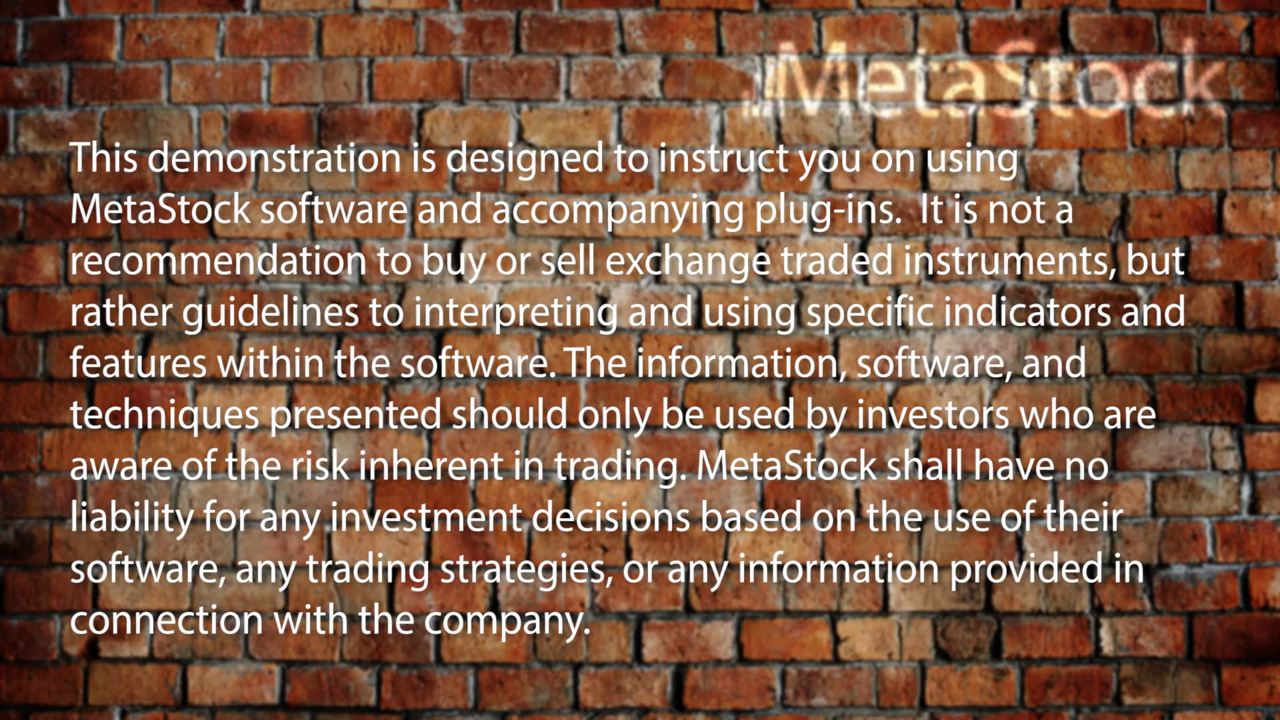 MetaStock
This demonstration is designed to instruct you on using
MetaStock software and accompanying plug-ins.  It is not a
recommendation to buy or sell exchange traded instruments, but
rather guidelines to interpreting and using specific indicators and
features within the software. The information, software, and
techniques presented should only be used by investors who are
aware of the risk inherent in trading. MetaStock shall have no
liability for any investment decisions based on the use of their
software, any trading strategies, or any information provided in
connection with the company.